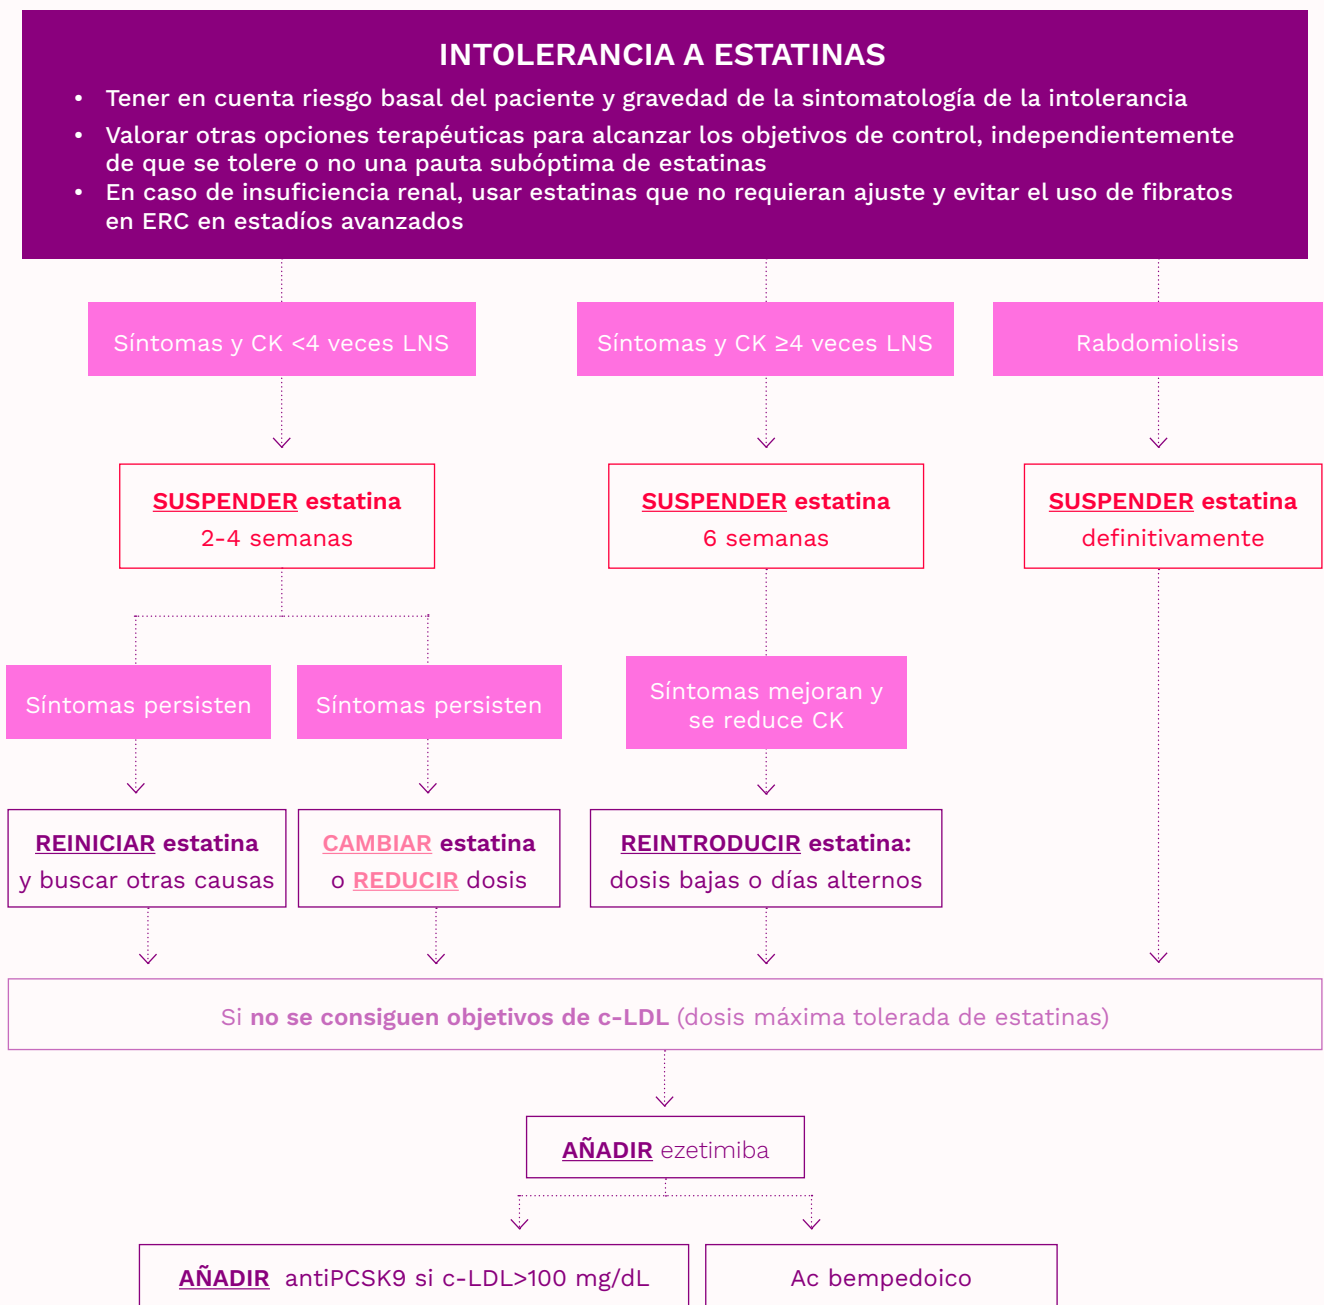 INTOLERANCIA A ESTATINAS
• Tener en cuenta riesgo basal del paciente y gravedad de la sintomatología de la intolerancia
• Valorar otras opciones terapéuticas para alcanzar los objetivos de control, independientemente
de que se tolere o no una pauta subóptima de estatinas
• En caso de insuficiencia renal, usar estatinas que no requieran ajuste y evitar el uso de fibratos
en ERC en estadíos avanzados
Síntomas y CK <4 veces LNS
Síntomas y CK ≥4 veces LNS
Rabdomiolisis
SUSPENDER estatina
2-4 semanas
SUSPENDER estatina
6 semanas
SUSPENDER estatina
definitivamente
Síntomas persisten
Síntomas persisten
Síntomas mejoran y
se reduce CK
REINICIAR estatina
y buscar otras causas
CAMBIAR estatina
o REDUCIR dosis
REINTRODUCIR estatina:
dosis bajas o días alternos
Si no se consiguen objetivos de c-LDL (dosis máxima tolerada de estatinas)
AÑADIR ezetimiba
AÑADIR antiPCSK9 si c-LDL>100 mg/dL
Ac bempedoico